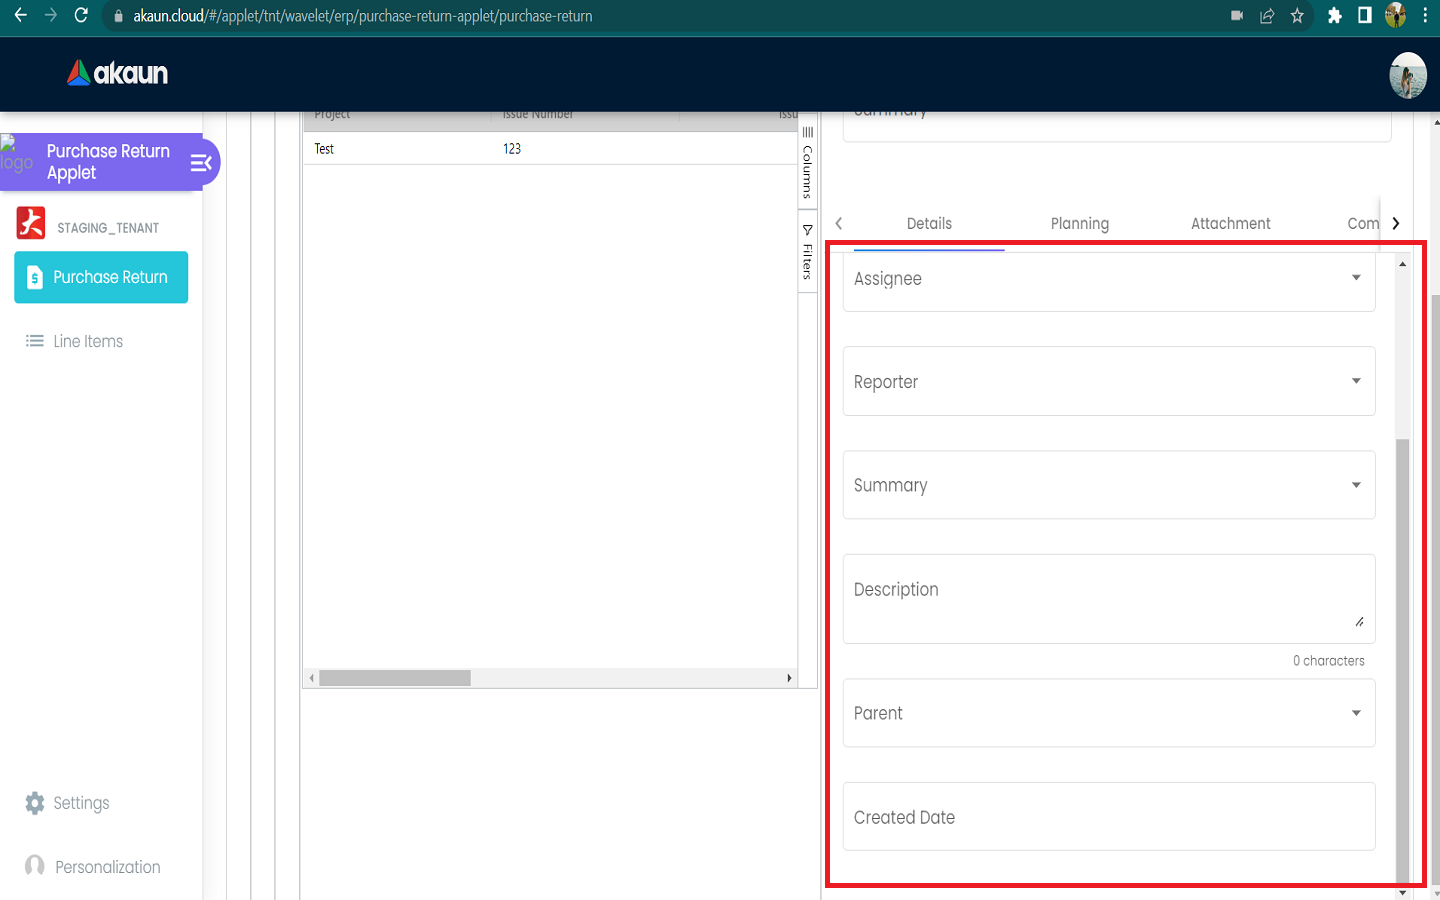 akaun.cloud/#/applet/tnt/wavelet/erp/purchase-return-applet/purchase-return
akaun
logo
Purchase Return
Applet
STAGING_TENANT
Purchase Return
Line Items
Settings
Personalization
Project
Issue Number
Issu
Test
123
Columns
Filters
Summary
Details
Planning
Attachment
Com
Assignee
Reporter
Summary
Description
0 characters
Parent
Created Date